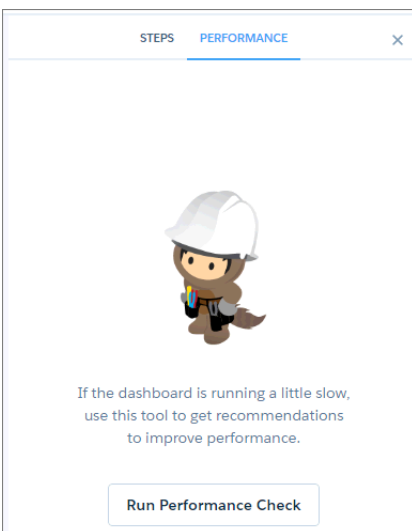 STEPS PERFORMANCE
If the dashboard is running a little slow,
use this tool to get recommendations
to improve performance.
Run Performance Check